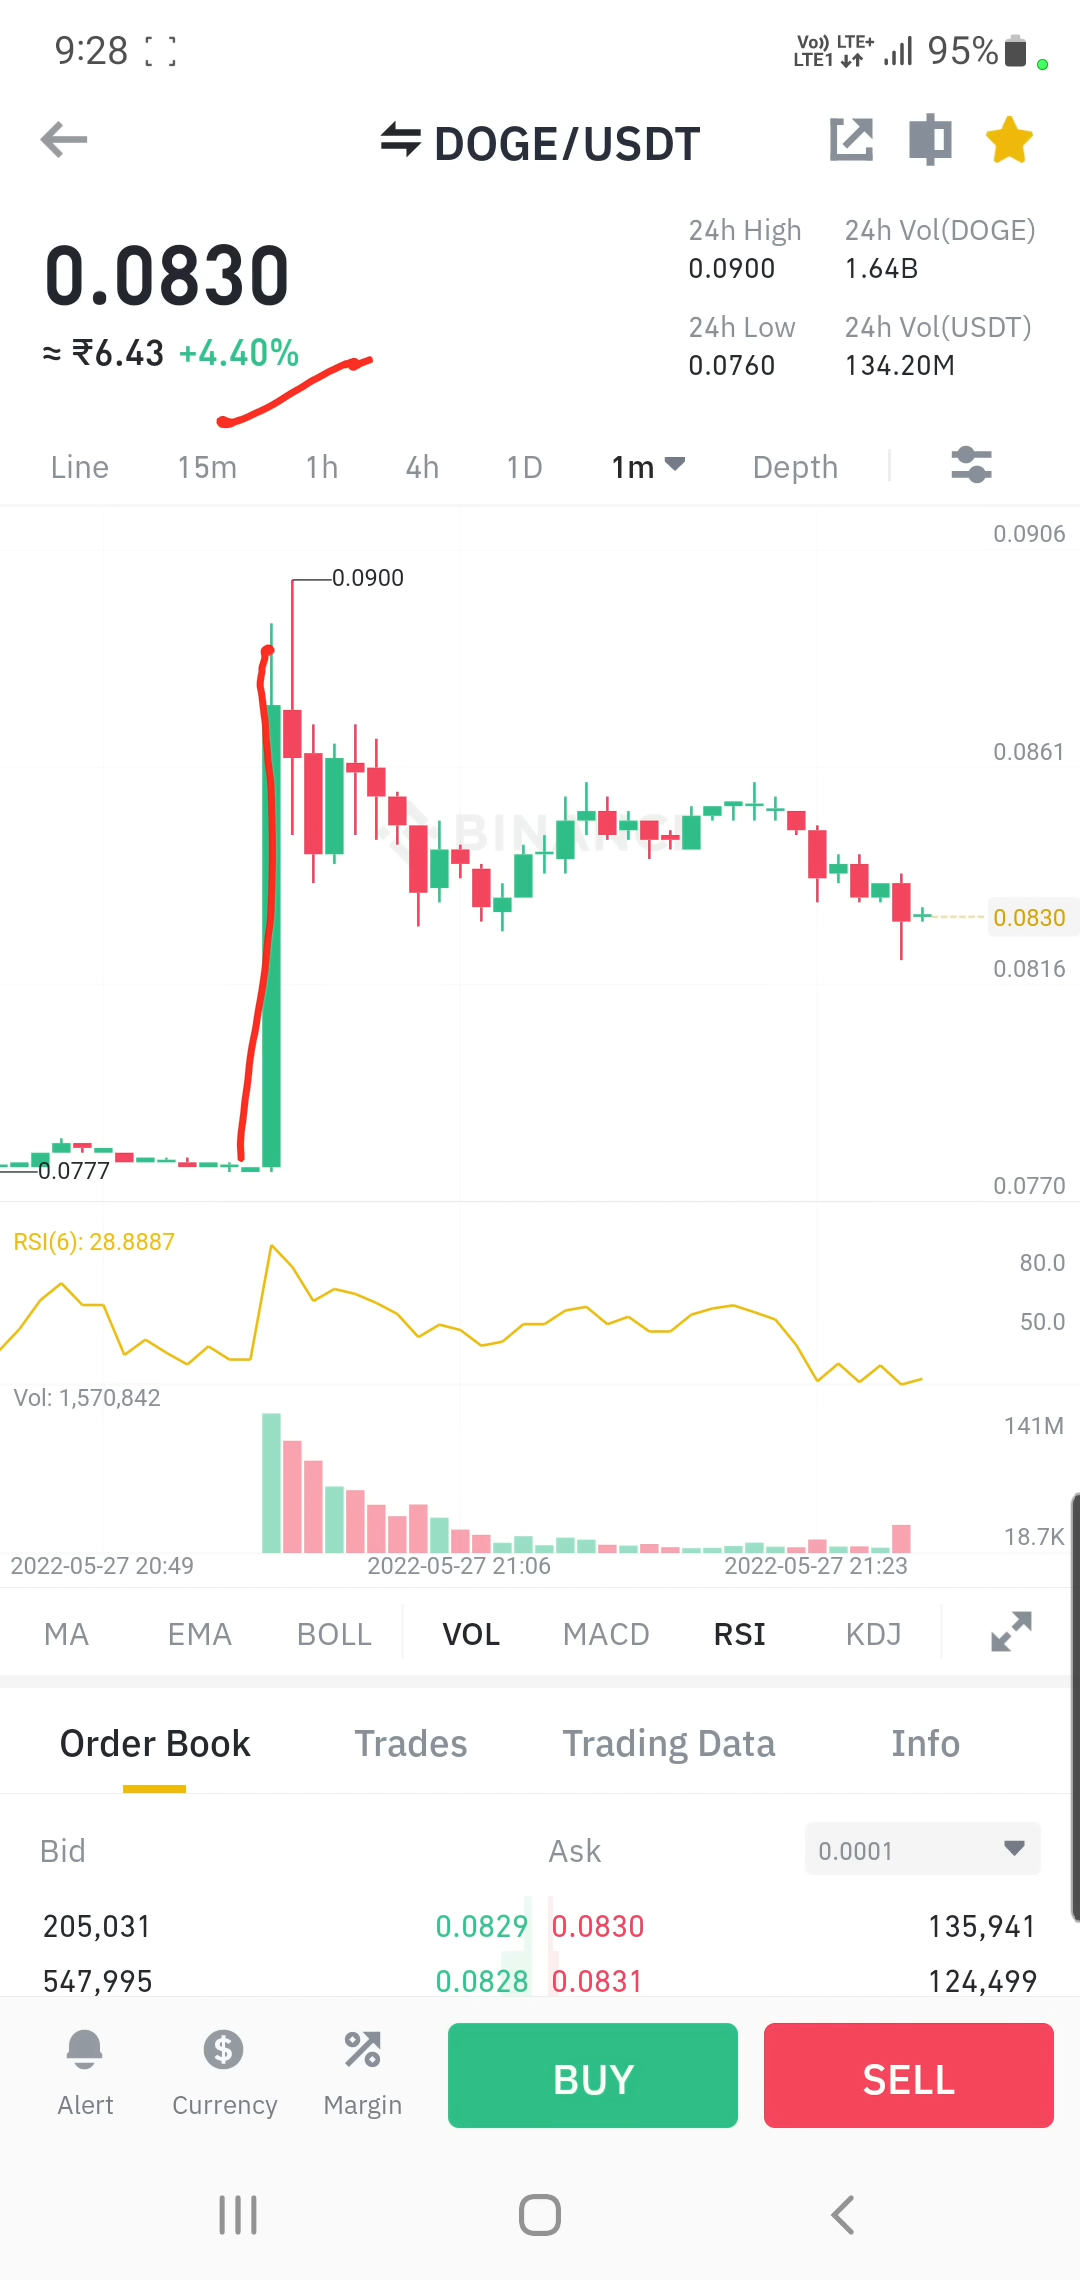 9:28 Vo)) LTE+ LTE1 95%
DOGE/USDT
24h High 24h Vol(DOGE)
0.0830 0.0900 1.64B
24h Low 24h Vol(USDT)
≈ ₹6.43 +4.40% 0.0760 134.20M
Line 15m 1h 4h 1D 1m Depth
0.0906
0.0900
0.0861
BINANCE
0.0830
0.0816
0.0777
0.0770
RSI(6): 28.8887
80.0
50.0
Vol: 1,570,842
141M
18.7K
2022-05-27 20:49 2022-05-27 21:06 2022-05-27 21:23
MA EMA BOLL VOL MACD RSI KDJ
Order Book Trades Trading Data Info
Bid Ask 0.0001
205,031 0.0829 0.0830 135,941
547,995 0.0828 0.0831 124,499
Alert Currency Margin BUY SELL